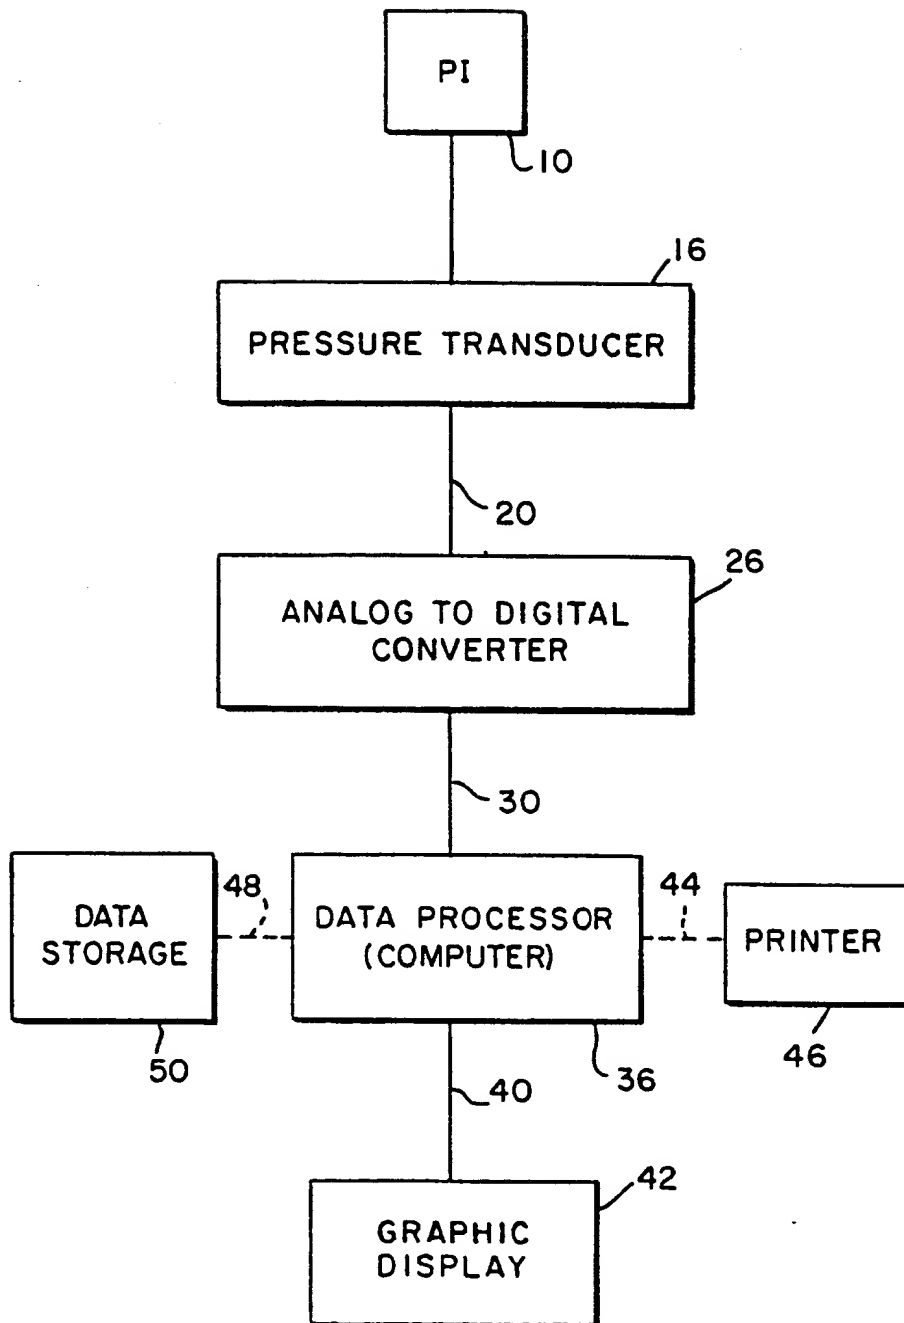 PI
10
16
PRESSURE TRANSDUCER
20
26
ANALOG TO DIGITAL
CONVERTER
30
48
44
DATA
STORAGE
DATA PROCESSOR
(COMPUTER)
PRINTER
50
36
46
40
42
GRAPHIC
DISPLAY